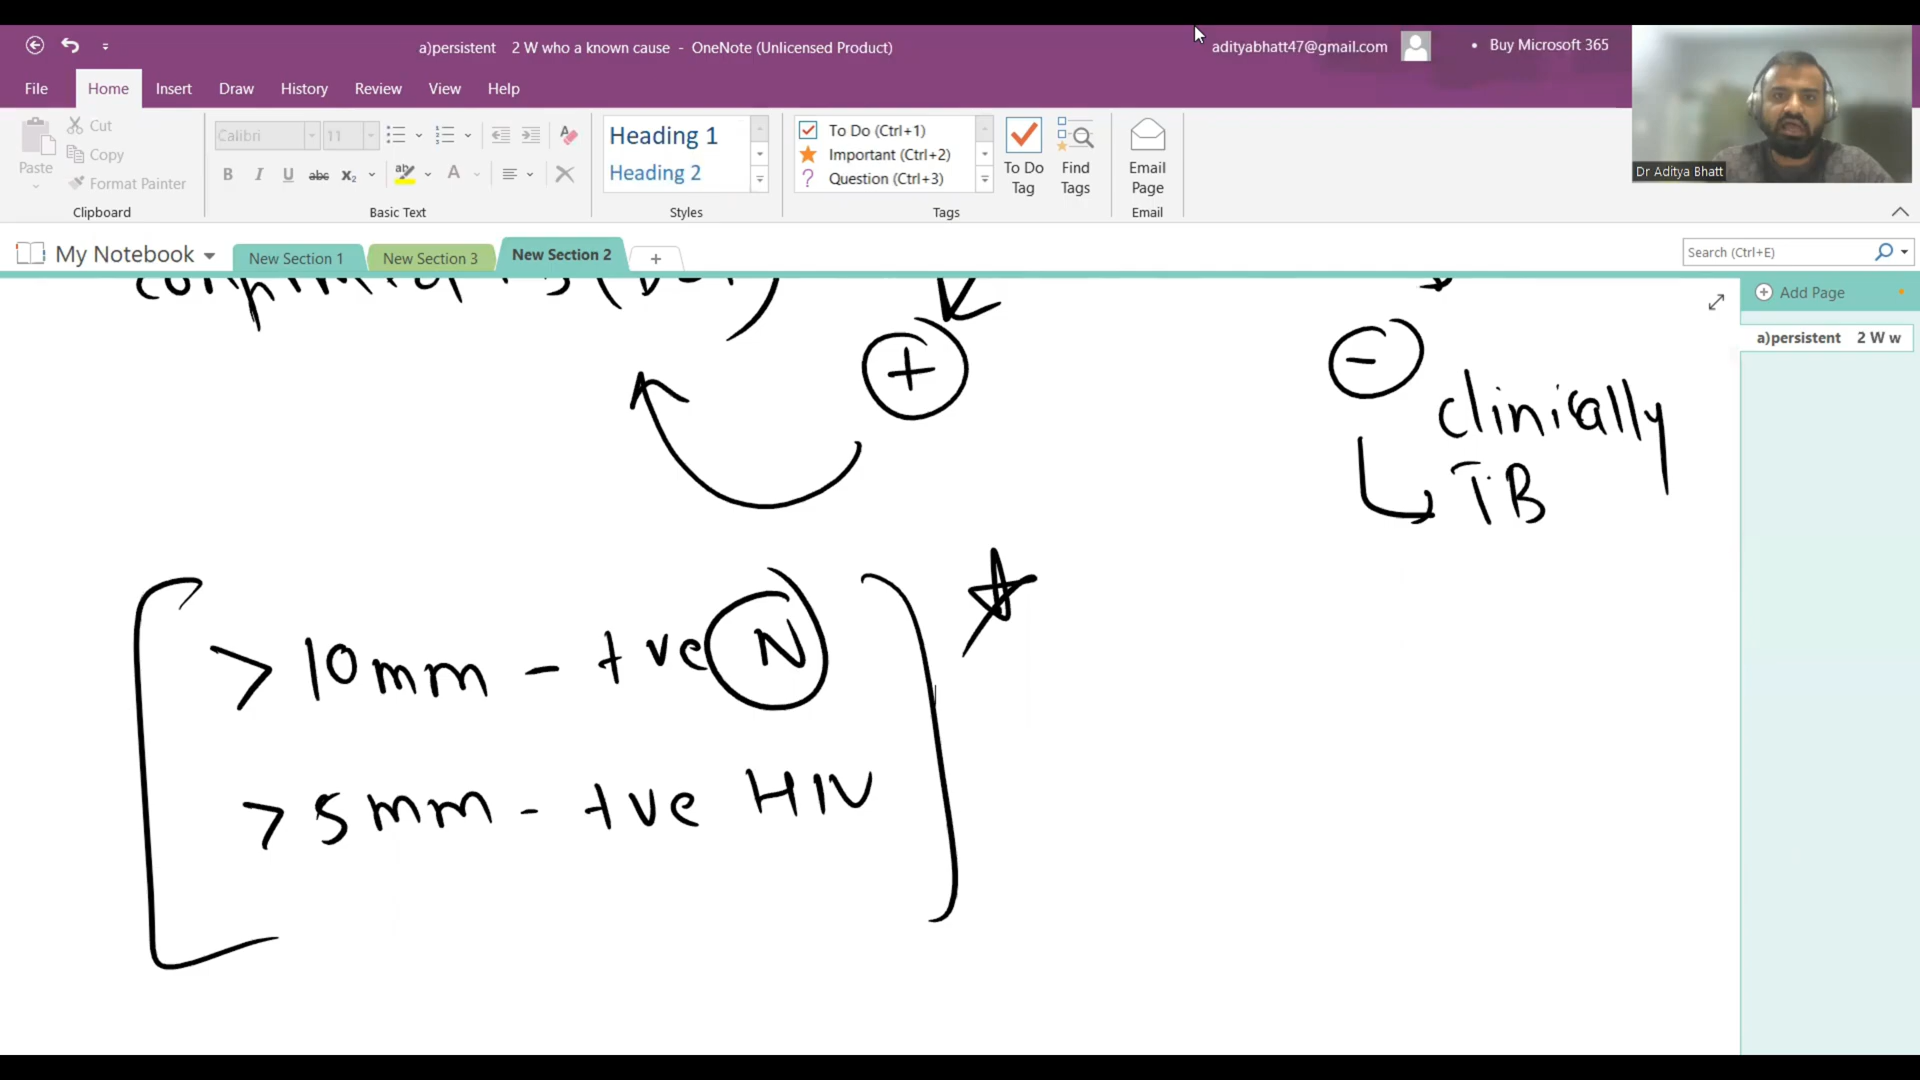 a)persistent 2 W who a known cause - OneNote (Unlicensed Product)
adityabhatt47@gmail.com
Buy Microsoft 365
File Home Insert Draw History Review View Help
Dr Aditya Bhatt
Paste
Cut
Copy
Format Painter
Clipboard
Calibri 11
B I U abc X₂ ab A
Basic Text
Heading 1
Heading 2
Styles
To Do (Ctrl+1)
Important (Ctrl+2)
Question (Ctrl+3)
Tags
To Do
Tag
Find
Tags
Email
Page
Email
My Notebook
New Section 1
New Section 3
New Section 2
Search (Ctrl+E)
Add Page
a)persistent 2 W w
+
-
clinically
TB
> 10mm - +ve N
> 5mm - +ve HIV